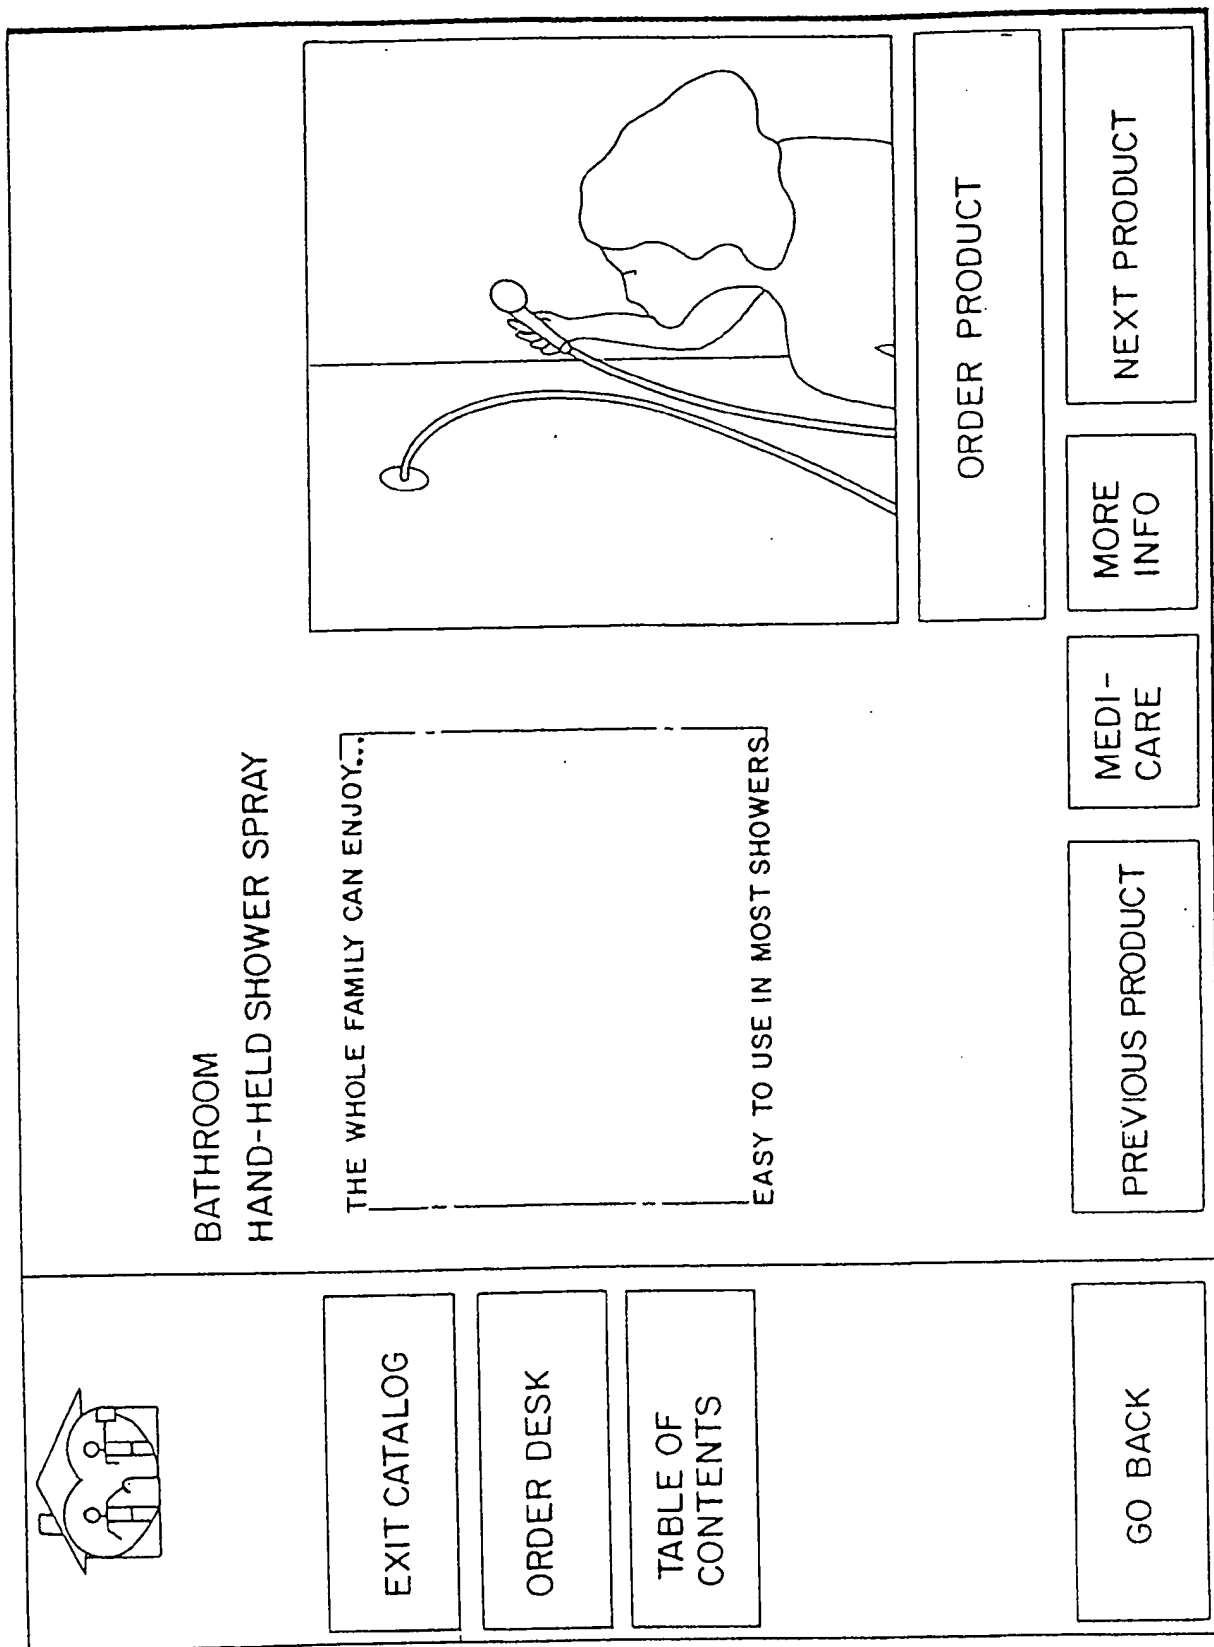 BATHROOM
HAND-HELD SHOWER SPRAY
THE WHOLE FAMILY CAN ENJOY...
EASY TO USE IN MOST SHOWERS
EXIT CATALOG
ORDER DESK
TABLE OF
CONTENTS
ORDER PRODUCT
GO BACK
PREVIOUS PRODUCT
MEDI-
CARE
MORE
INFO
NEXT PRODUCT